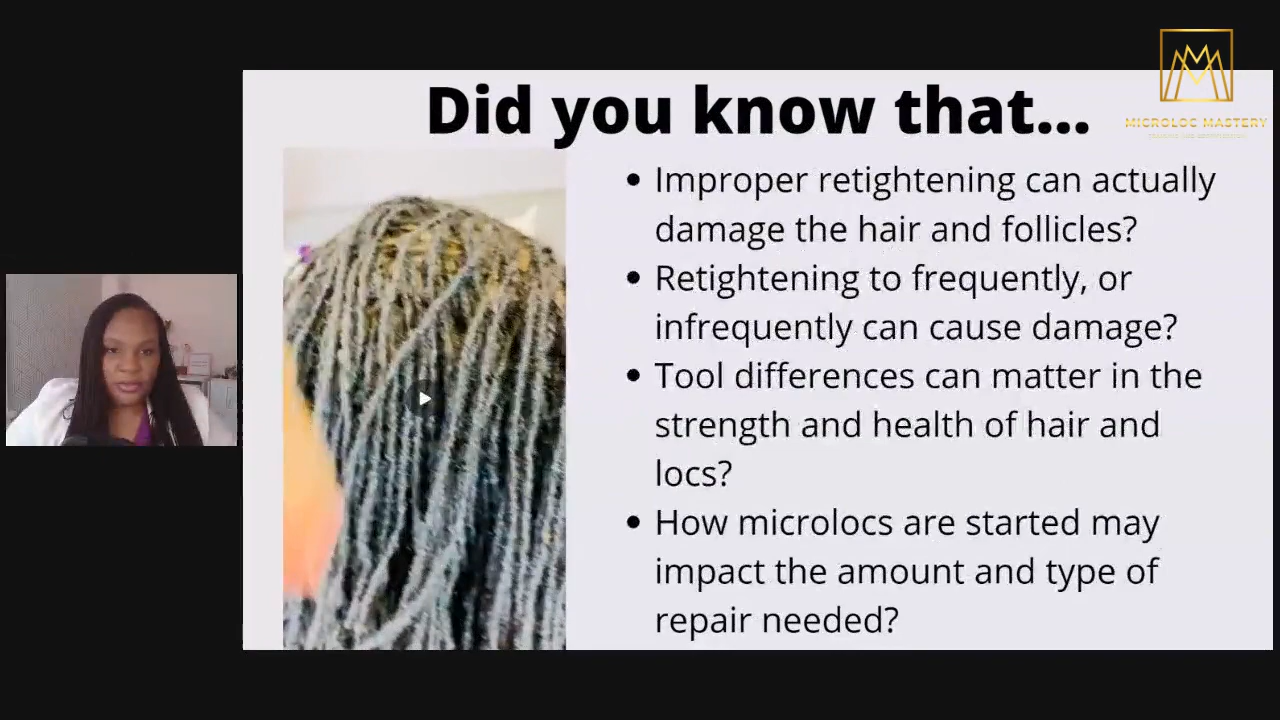 Did you know that...
MICROLOC MASTERY
• Improper retightening can actually
damage the hair and follicles?
• Retightening to frequently, or
infrequently can cause damage?
• Tool differences can matter in the
strength and health of hair and
locs?
• How microlocs are started may
impact the amount and type of
repair needed?